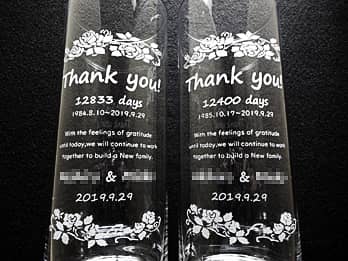 Thank you!
12833 days
1984.8.10~2019.9.29
With the feelings of gratitude
until today,we will continue to work
together to build a New family.
&
2019.9.29
Thank you!
12400 days
1985.10.17~2019.9.29
With the feelings of gratitude
until today,we will continue to work
together to build a New family.
&
2019.9.29